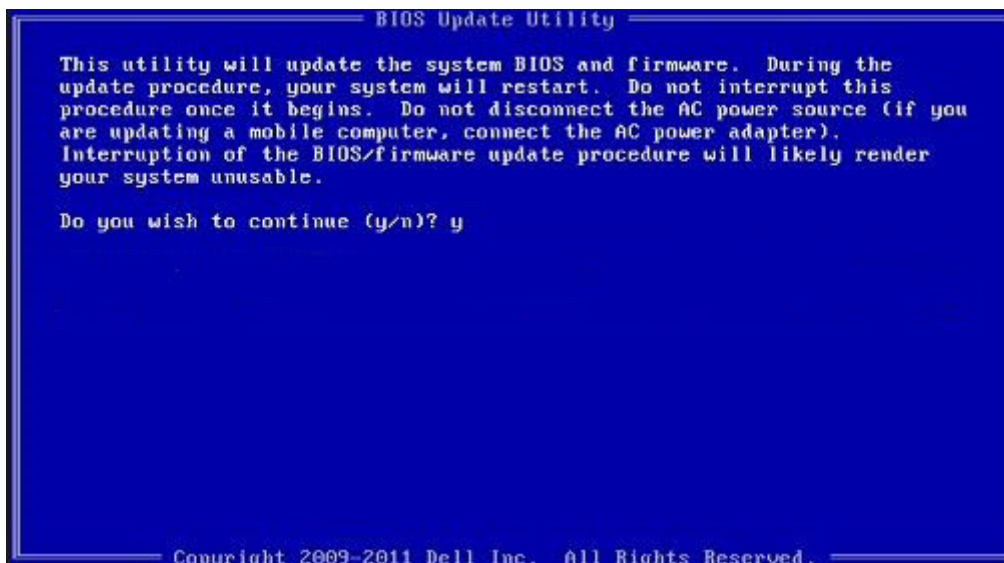 BIOS Update Utility
This utility will update the system BIOS and firmware. During the
update procedure, your system will restart. Do not interrupt this
procedure once it begins. Do not disconnect the AC power source (if you
are updating a mobile computer, connect the AC power adapter).
Interruption of the BIOS/firmware update procedure will likely render
your system unusable.
Do you wish to continue (y/n)? y
Copyright 2009-2011 Dell Inc. All Rights Reserved.